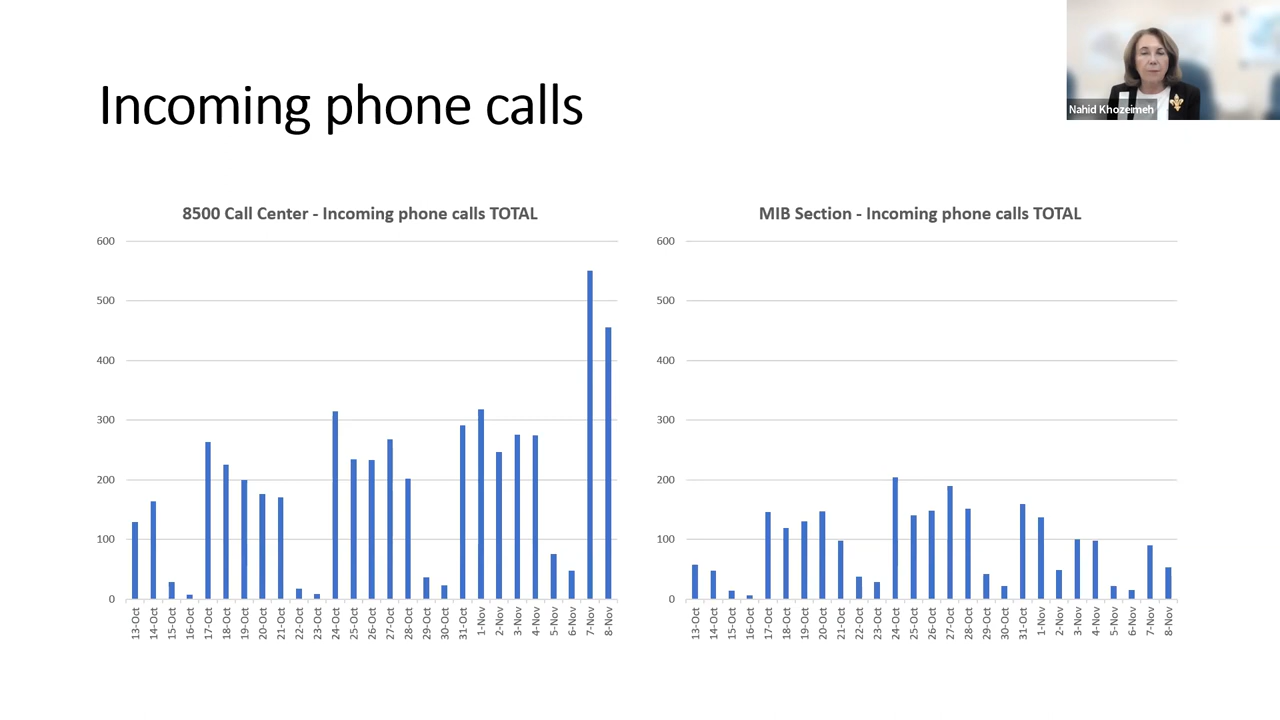 Incoming phone calls
Nahid Khozeimeh
8500 Call Center - Incoming phone calls TOTAL
600
500
400
300
200
100
0
13-Oct
14-Oct
15-Oct
16-Oct
17-Oct
18-Oct
19-Oct
20-Oct
21-Oct
22-Oct
23-Oct
24-Oct
25-Oct
26-Oct
27-Oct
28-Oct
29-Oct
30-Oct
31-Oct
1-Nov
2-Nov
3-Nov
4-Nov
5-Nov
6-Nov
7-Nov
8-Nov
MIB Section - Incoming phone calls TOTAL
600
500
400
300
200
100
0
13-Oct
14-Oct
15-Oct
16-Oct
17-Oct
18-Oct
19-Oct
20-Oct
21-Oct
22-Oct
23-Oct
24-Oct
25-Oct
26-Oct
27-Oct
28-Oct
29-Oct
30-Oct
31-Oct
1-Nov
2-Nov
3-Nov
4-Nov
5-Nov
6-Nov
7-Nov
8-Nov